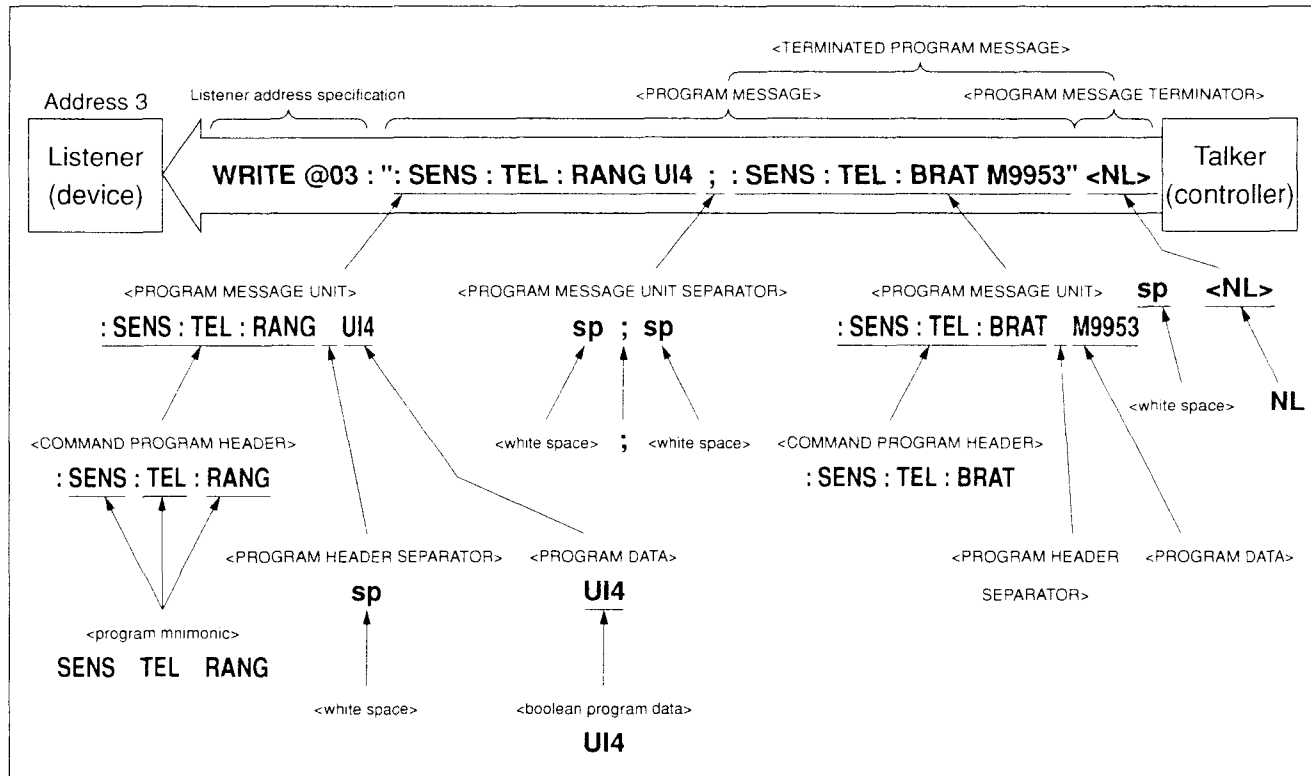 <TERMINATED PROGRAM MESSAGE>
Address 3
Listener address specification
<PROGRAM MESSAGE>
<PROGRAM MESSAGE TERMINATOR>
Listener
(device)
WRITE @03 : ": SENS : TEL : RANG UI4 ; : SENS : TEL : BRAT M9953" <NL>
Talker
(controller)
<PROGRAM MESSAGE UNIT>
<PROGRAM MESSAGE UNIT SEPARATOR>
<PROGRAM MESSAGE UNIT>
sp <NL>
: SENS : TEL : RANG UI4
sp ; sp
: SENS : TEL : BRAT M9953
<white space>
NL
<COMMAND PROGRAM HEADER>
<white space> ; <white space>
<COMMAND PROGRAM HEADER>
: SENS : TEL : RANG
: SENS : TEL : BRAT
<PROGRAM HEADER SEPARATOR>
<PROGRAM DATA>
<PROGRAM HEADER
SEPARATOR>
<PROGRAM DATA>
sp
UI4
<program mnimonic>
SENS TEL RANG
<white space>
<boolean program data>
UI4